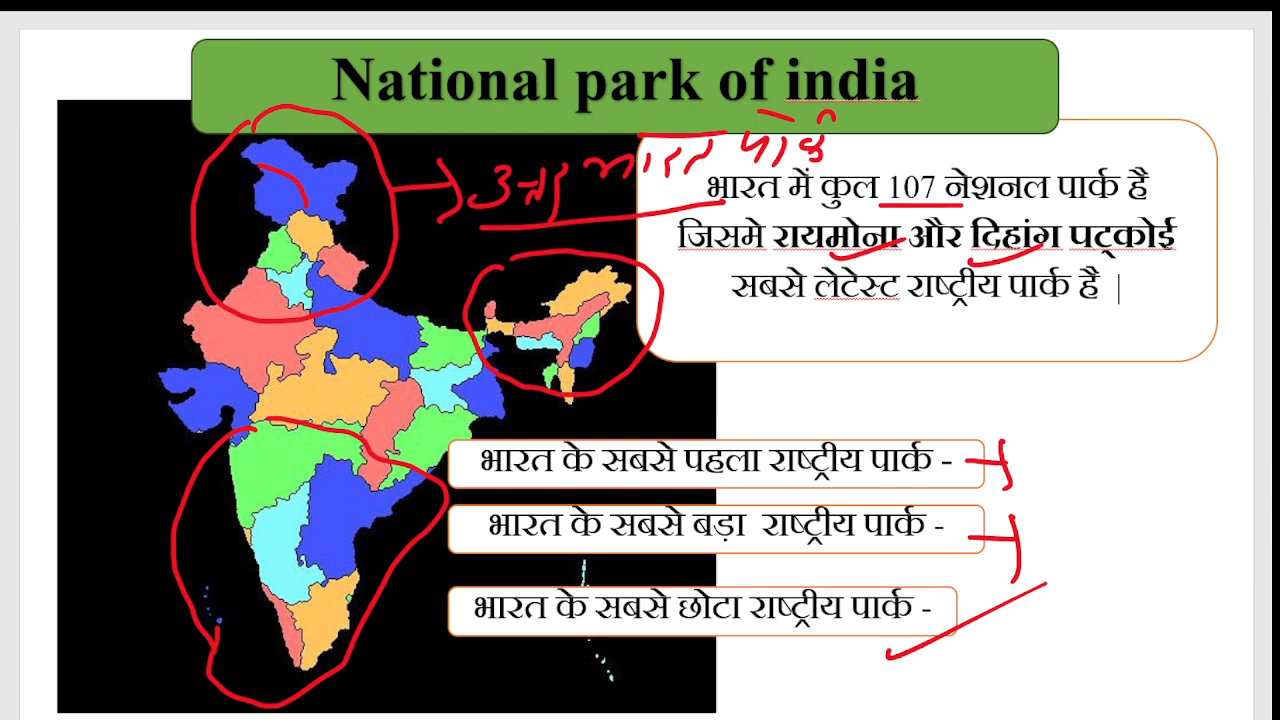 National park of india
भारत में कुल 107 नेशनल पार्क है
जिसमे रायमोना और दिहांग पट्कोई
सबसे लेटेस्ट राष्ट्रीय पार्क है |
भारत के सबसे पहला राष्ट्रीय पार्क -
भारत के सबसे बड़ा राष्ट्रीय पार्क -
भारत के सबसे छोटा राष्ट्रीय पार्क -